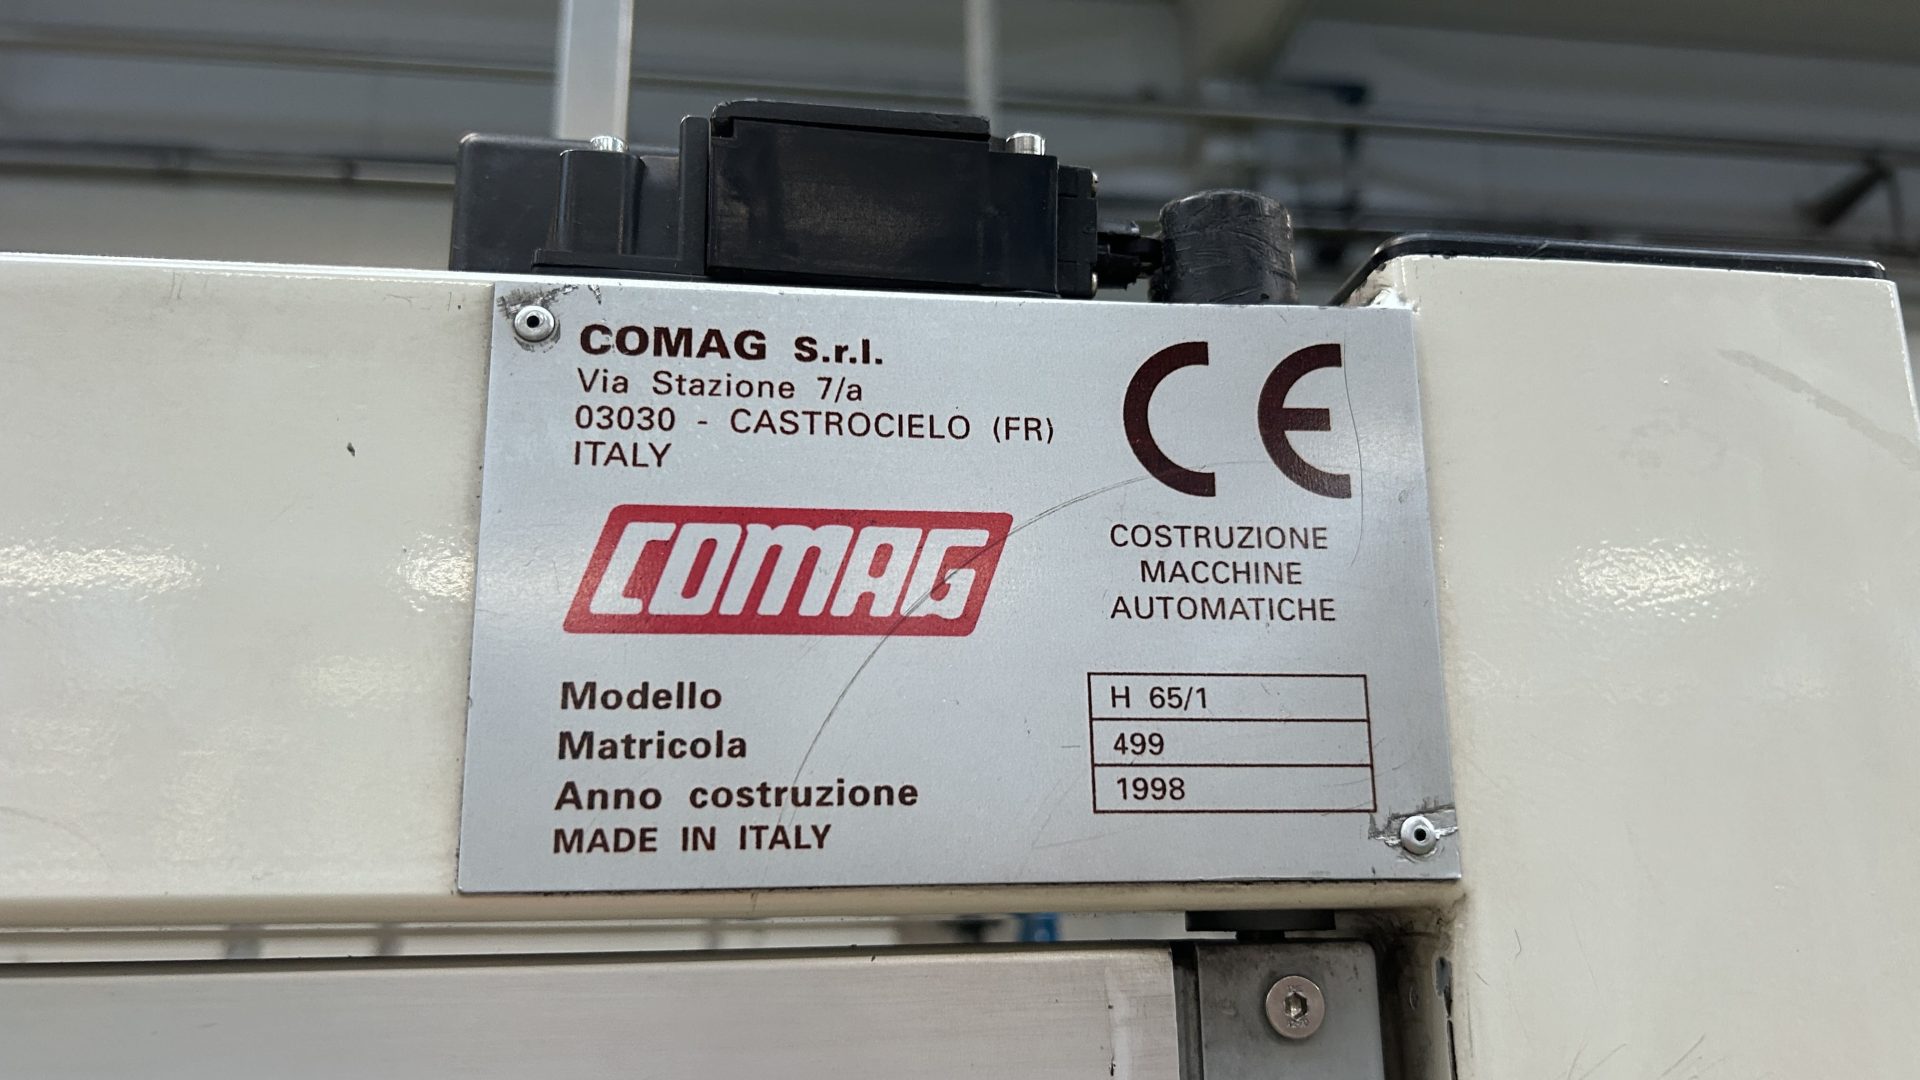 COMAG S.r.l.
Via Stazione 7/a
03030 - CASTROCIELO (FR)
ITALY
CE
COSTRUZIONE
MACCHINE
AUTOMATICHE
COMAG
Modello H 65/1
Matricola 499
Anno costruzione 1998
MADE IN ITALY